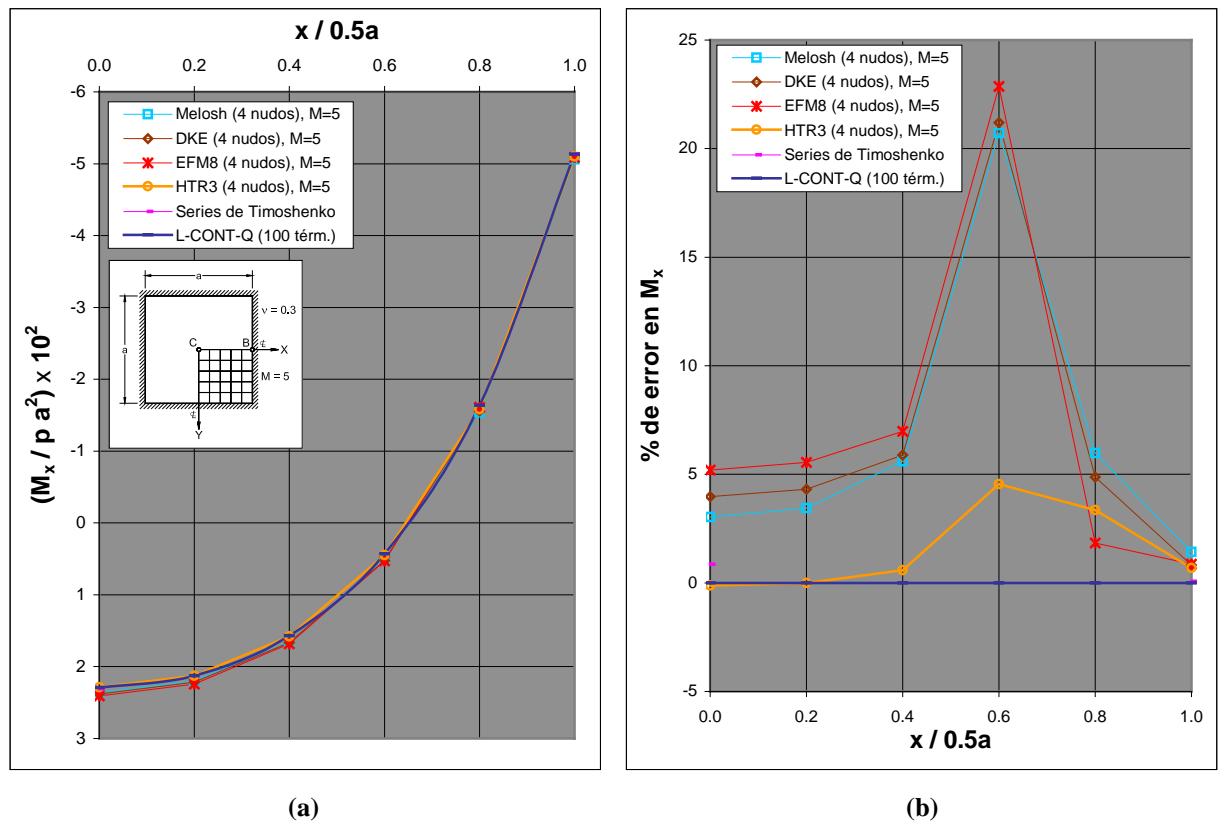 x / 0.5a
0.0 0.2 0.4 0.6 0.8 1.0
-6
-5
-4
-3
-2
-1
0
1
2
3
(Mx / p a²) x 10²
Melosh (4 nudos), M=5
DKE (4 nudos), M=5
EFM8 (4 nudos), M=5
HTR3 (4 nudos), M=5
Series de Timoshenko
L-CONT-Q (100 térm.)
a
a
ν = 0.3
C B ℄ X
M = 5
℄
Y
(a)
25
20
15
10
5
0
-5
% de error en Mx
Melosh (4 nudos), M=5
DKE (4 nudos), M=5
EFM8 (4 nudos), M=5
HTR3 (4 nudos), M=5
Series de Timoshenko
L-CONT-Q (100 térm.)
0.0 0.2 0.4 0.6 0.8 1.0
x / 0.5a
(b)